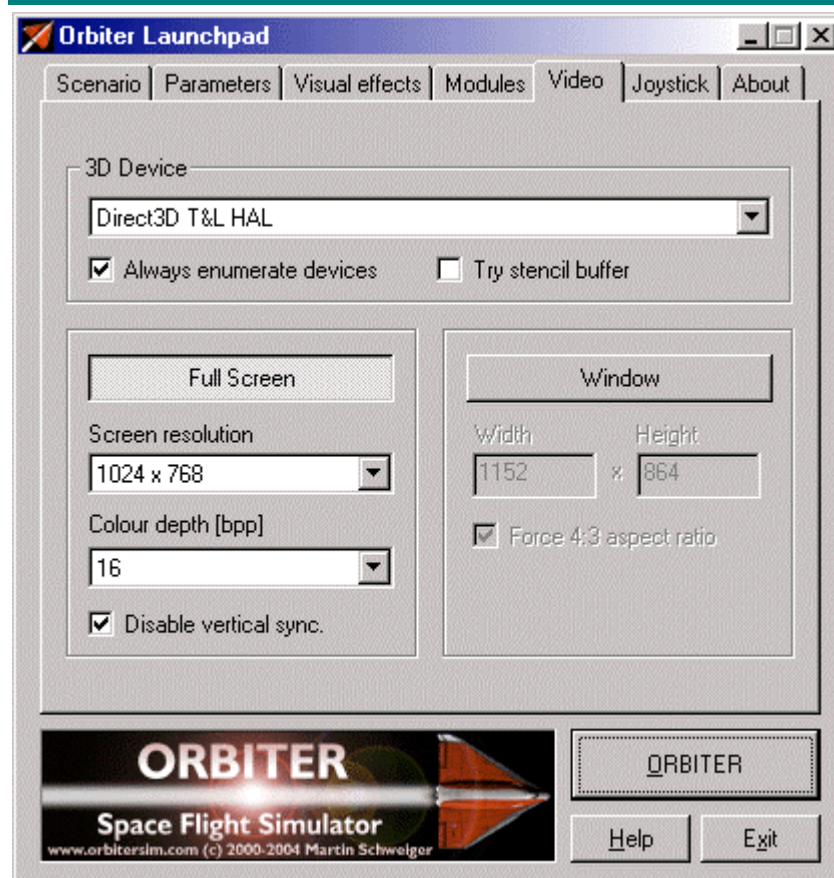 Orbiter Launchpad
Scenario Parameters Visual effects Modules Video Joystick About
3D Device
Direct3D T&L HAL
Always enumerate devices Try stencil buffer
Full Screen Window
Screen resolution Width Height
1024 x 768 1152 x 864
Colour depth [bpp] Force 4:3 aspect ratio
16
Disable vertical sync.
ORBITER
Space Flight Simulator
www.orbitersim.com (c) 2000-2004 Martin Schweiger
ORBITER
Help Exit